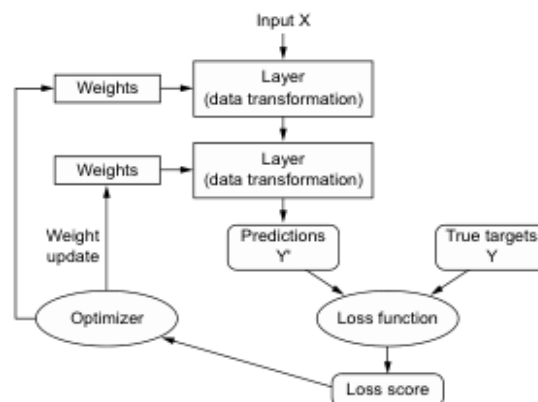 Input X
Weights
Layer
(data transformation)
Weights
Layer
(data transformation)
Weight
update
Predictions
Y'
True targets
Y
Optimizer
Loss function
Loss score